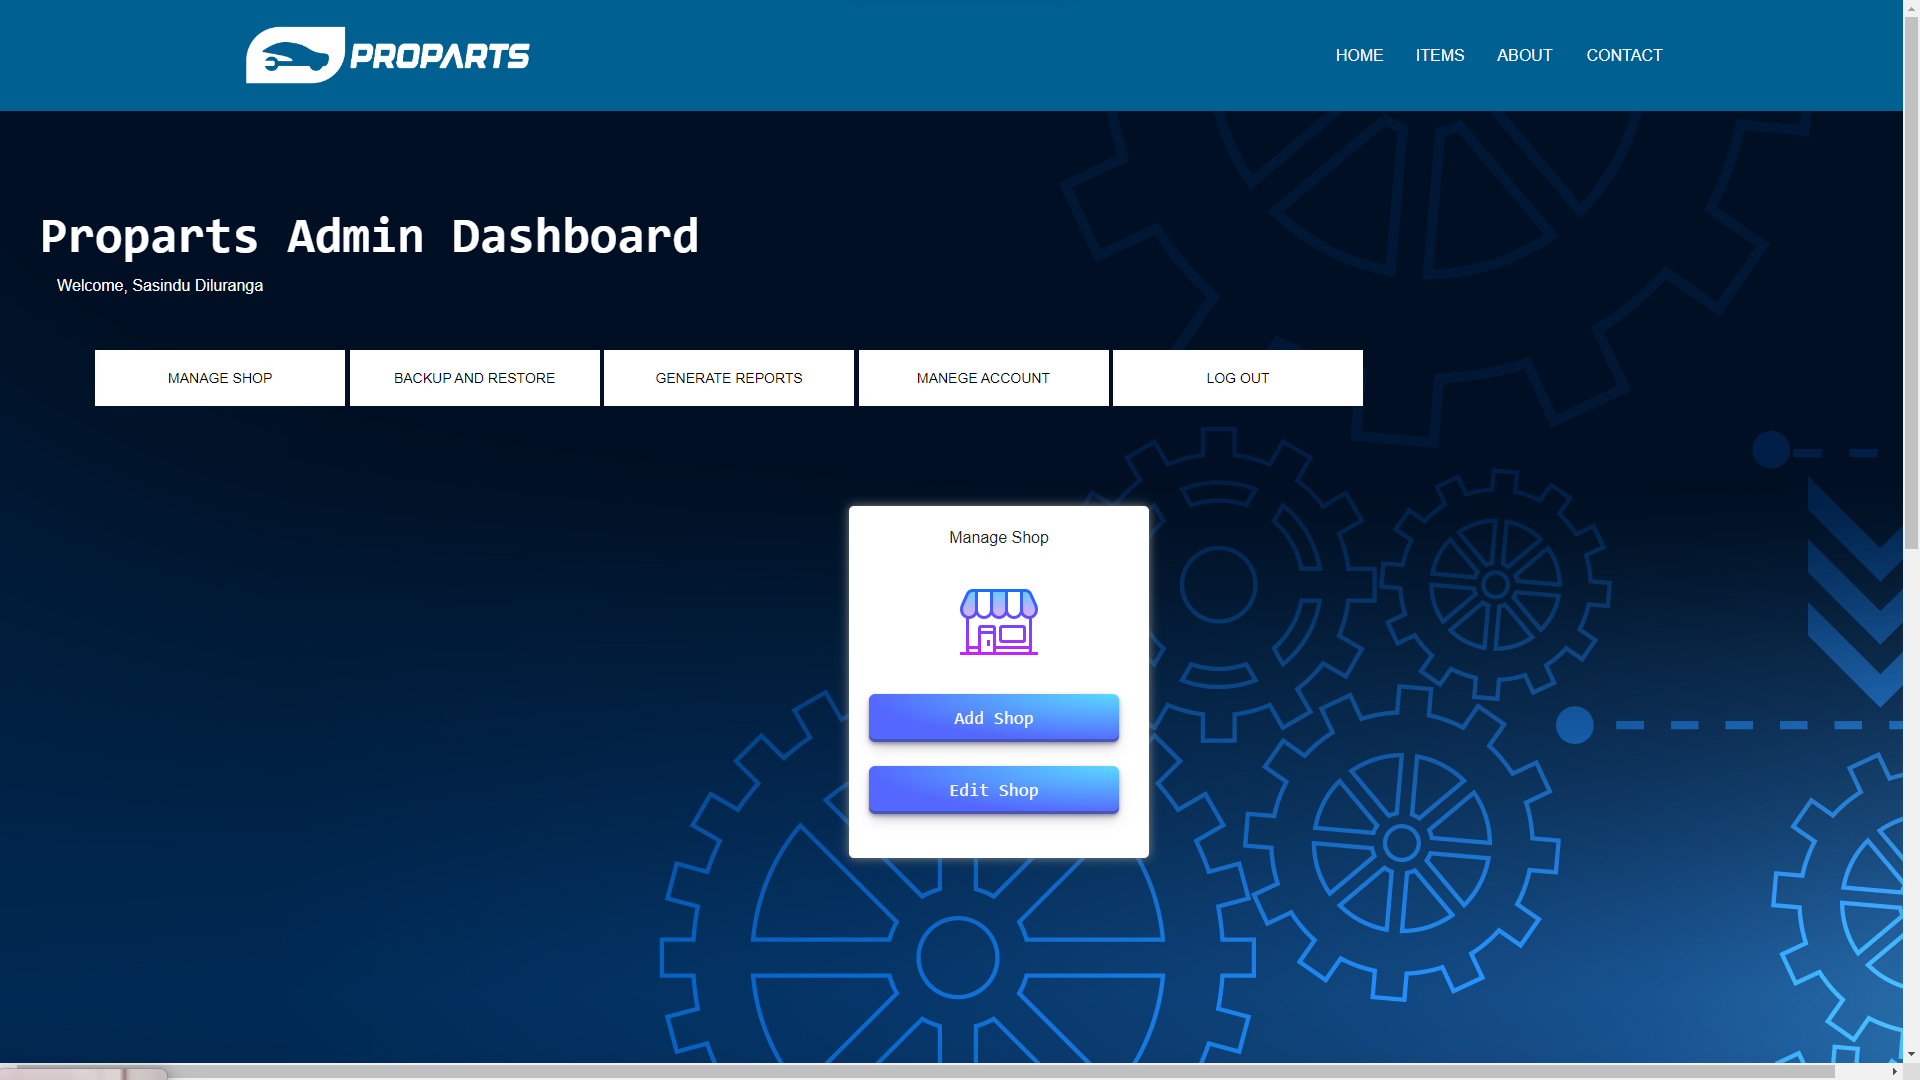 PROPARTS
HOME ITEMS ABOUT CONTACT
Proparts Admin Dashboard
Welcome, Sasindu Diluranga
MANAGE SHOP BACKUP AND RESTORE GENERATE REPORTS MANEGE ACCOUNT LOG OUT
Manage Shop
Add Shop
Edit Shop